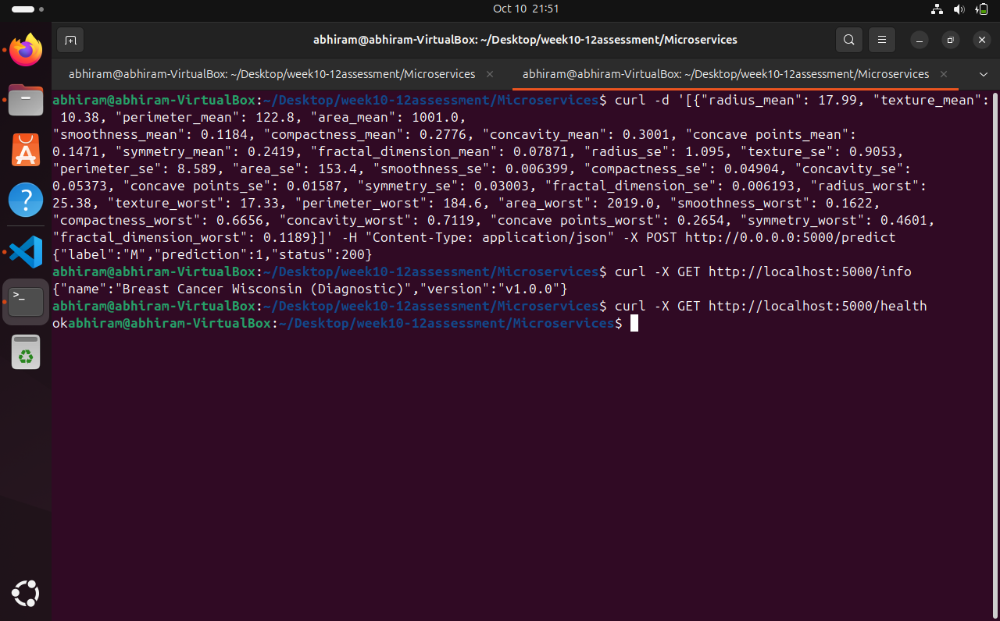 Oct 10 21:51
abhiram@abhiram-VirtualBox: ~/Desktop/week10-12assessment/Microservices
abhiram@abhiram-VirtualBox: ~/Desktop/week10-12assessment/Microservices
abhiram@abhiram-VirtualBox: ~/Desktop/week10-12assessment/Microservices
abhiram@abhiram-VirtualBox:~/Desktop/week10-12assessment/Microservices$ curl -d '[{"radius_mean": 17.99, "texture_mean":
 10.38, "perimeter_mean": 122.8, "area_mean": 1001.0,
"smoothness_mean": 0.1184, "compactness_mean": 0.2776, "concavity_mean": 0.3001, "concave points_mean":
0.1471, "symmetry_mean": 0.2419, "fractal_dimension_mean": 0.07871, "radius_se": 1.095, "texture_se": 0.9053,
"perimeter_se": 8.589, "area_se": 153.4, "smoothness_se": 0.006399, "compactness_se": 0.04904, "concavity_se":
0.05373, "concave points_se": 0.01587, "symmetry_se": 0.03003, "fractal_dimension_se": 0.006193, "radius_worst":
25.38, "texture_worst": 17.33, "perimeter_worst": 184.6, "area_worst": 2019.0, "smoothness_worst": 0.1622,
"compactness_worst": 0.6656, "concavity_worst": 0.7119, "concave points_worst": 0.2654, "symmetry_worst": 0.4601,
"fractal_dimension_worst": 0.1189}]' -H "Content-Type: application/json" -X POST http://0.0.0.0:5000/predict
{"label":"M","prediction":1,"status":200}
abhiram@abhiram-VirtualBox:~/Desktop/week10-12assessment/Microservices$ curl -X GET http://localhost:5000/info
{"name":"Breast Cancer Wisconsin (Diagnostic)","version":"v1.0.0"}
abhiram@abhiram-VirtualBox:~/Desktop/week10-12assessment/Microservices$ curl -X GET http://localhost:5000/health
okabhiram@abhiram-VirtualBox:~/Desktop/week10-12assessment/Microservices$